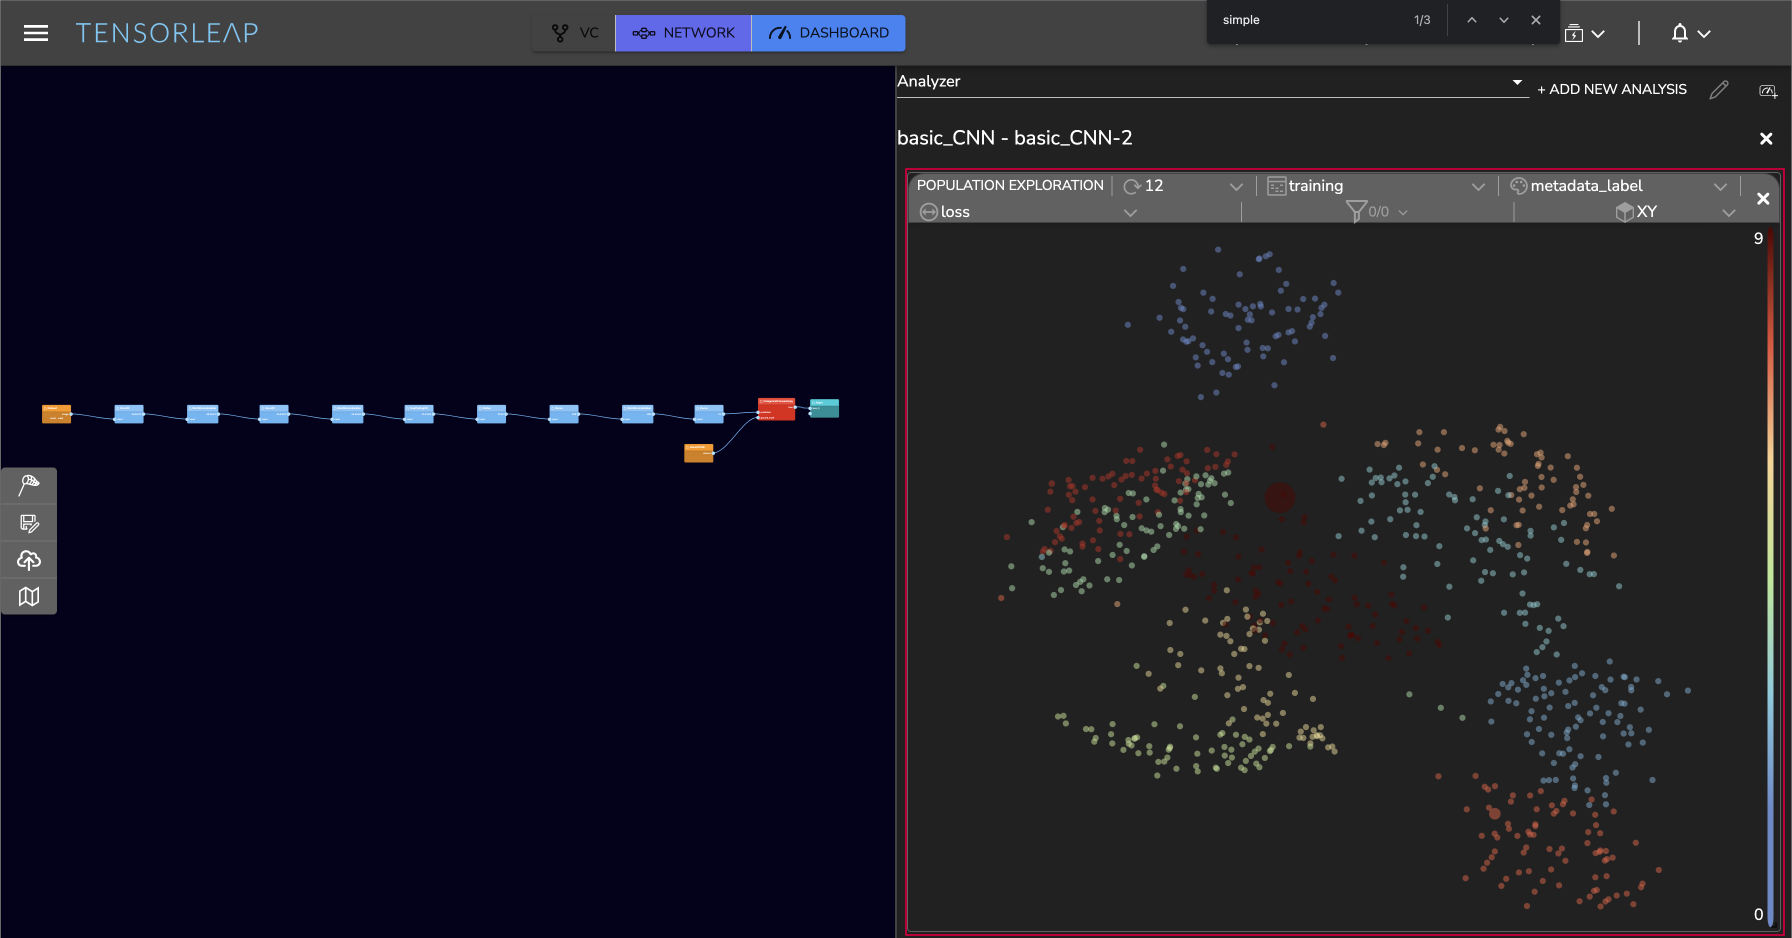 simple 1/3
TENSORLEAP VC NETWORK DASHBOARD
Analyzer + ADD NEW ANALYSIS
basic_CNN - basic_CNN-2
POPULATION EXPLORATION 12 training metadata_label
loss 0/0 XY
9
0